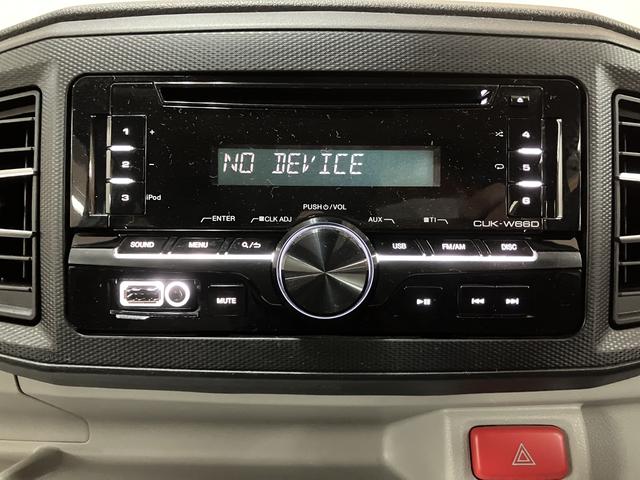 1 +
2 -
3 iPod
4
5
6
NO DEVICE
PUSH⏻/VOL
ENTER
■CLK ADJ
AUX
■TI
CUK-W66D
SOUND
MENU
USB
FM/AM
DISC
MUTE